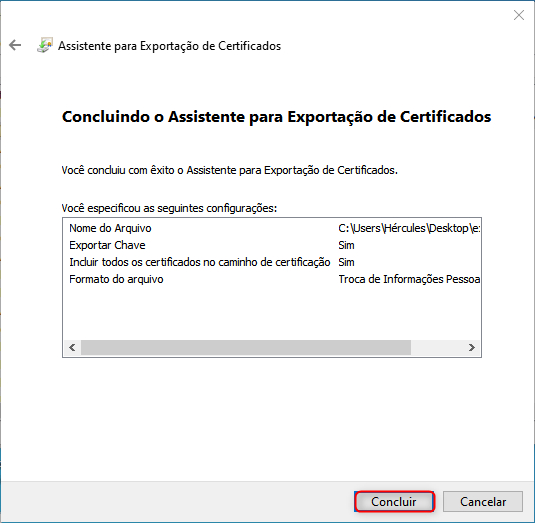 Assistente para Exportação de Certificados
Concluindo o Assistente para Exportação de Certificados
Você concluiu com êxito o Assistente para Exportação de Certificados.
Você especificou as seguintes configurações:
Nome do Arquivo C:\Users\Hércules\Desktop\e
Exportar Chave Sim
Incluir todos os certificados no caminho de certificação Sim
Formato do arquivo Troca de Informações Pessoa
Concluir Cancelar